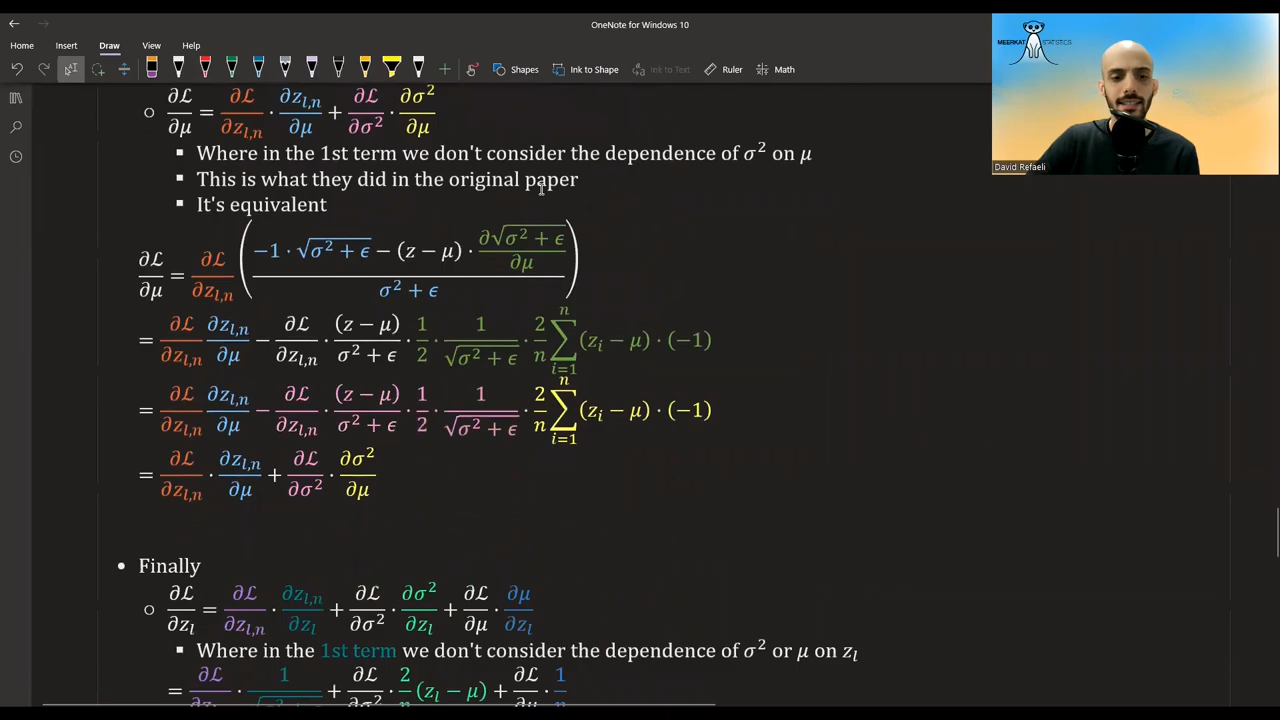 OneNote for Windows 10
Home Insert Draw View Help
Shapes Ink to Shape Ink to Text Ruler Math
MEERKAT STATISTICS
David Refaeli
○ ∂ℒ/∂μ = ∂ℒ/∂z_{l,n} · ∂z_{l,n}/∂μ + ∂ℒ/∂σ² · ∂σ²/∂μ
▪ Where in the 1st term we don't consider the dependence of σ² on μ
▪ This is what they did in the original paper
▪ It's equivalent
∂ℒ/∂μ = ∂ℒ/∂z_{l,n} ( (−1 · √(σ² + ϵ) − (z − μ) · ∂√(σ² + ϵ)/∂μ) / (σ² + ϵ) )
= ∂ℒ/∂z_{l,n} ∂z_{l,n}/∂μ − ∂ℒ/∂z_{l,n} · (z − μ)/(σ² + ϵ) · 1/2 · 1/√(σ² + ϵ) · 2/n ∑_{i=1}^{n} (z_i − μ) · (−1)
= ∂ℒ/∂z_{l,n} ∂z_{l,n}/∂μ − ∂ℒ/∂z_{l,n} · (z − μ)/(σ² + ϵ) · 1/2 · 1/√(σ² + ϵ) · 2/n ∑_{i=1}^{n} (z_i − μ) · (−1)
= ∂ℒ/∂z_{l,n} · ∂z_{l,n}/∂μ + ∂ℒ/∂σ² · ∂σ²/∂μ
• Finally
○ ∂ℒ/∂z_l = ∂ℒ/∂z_{l,n} · ∂z_{l,n}/∂z_l + ∂ℒ/∂σ² · ∂σ²/∂z_l + ∂ℒ/∂μ · ∂μ/∂z_l
▪ Where in the 1st term we don't consider the dependence of σ² or μ on z_l